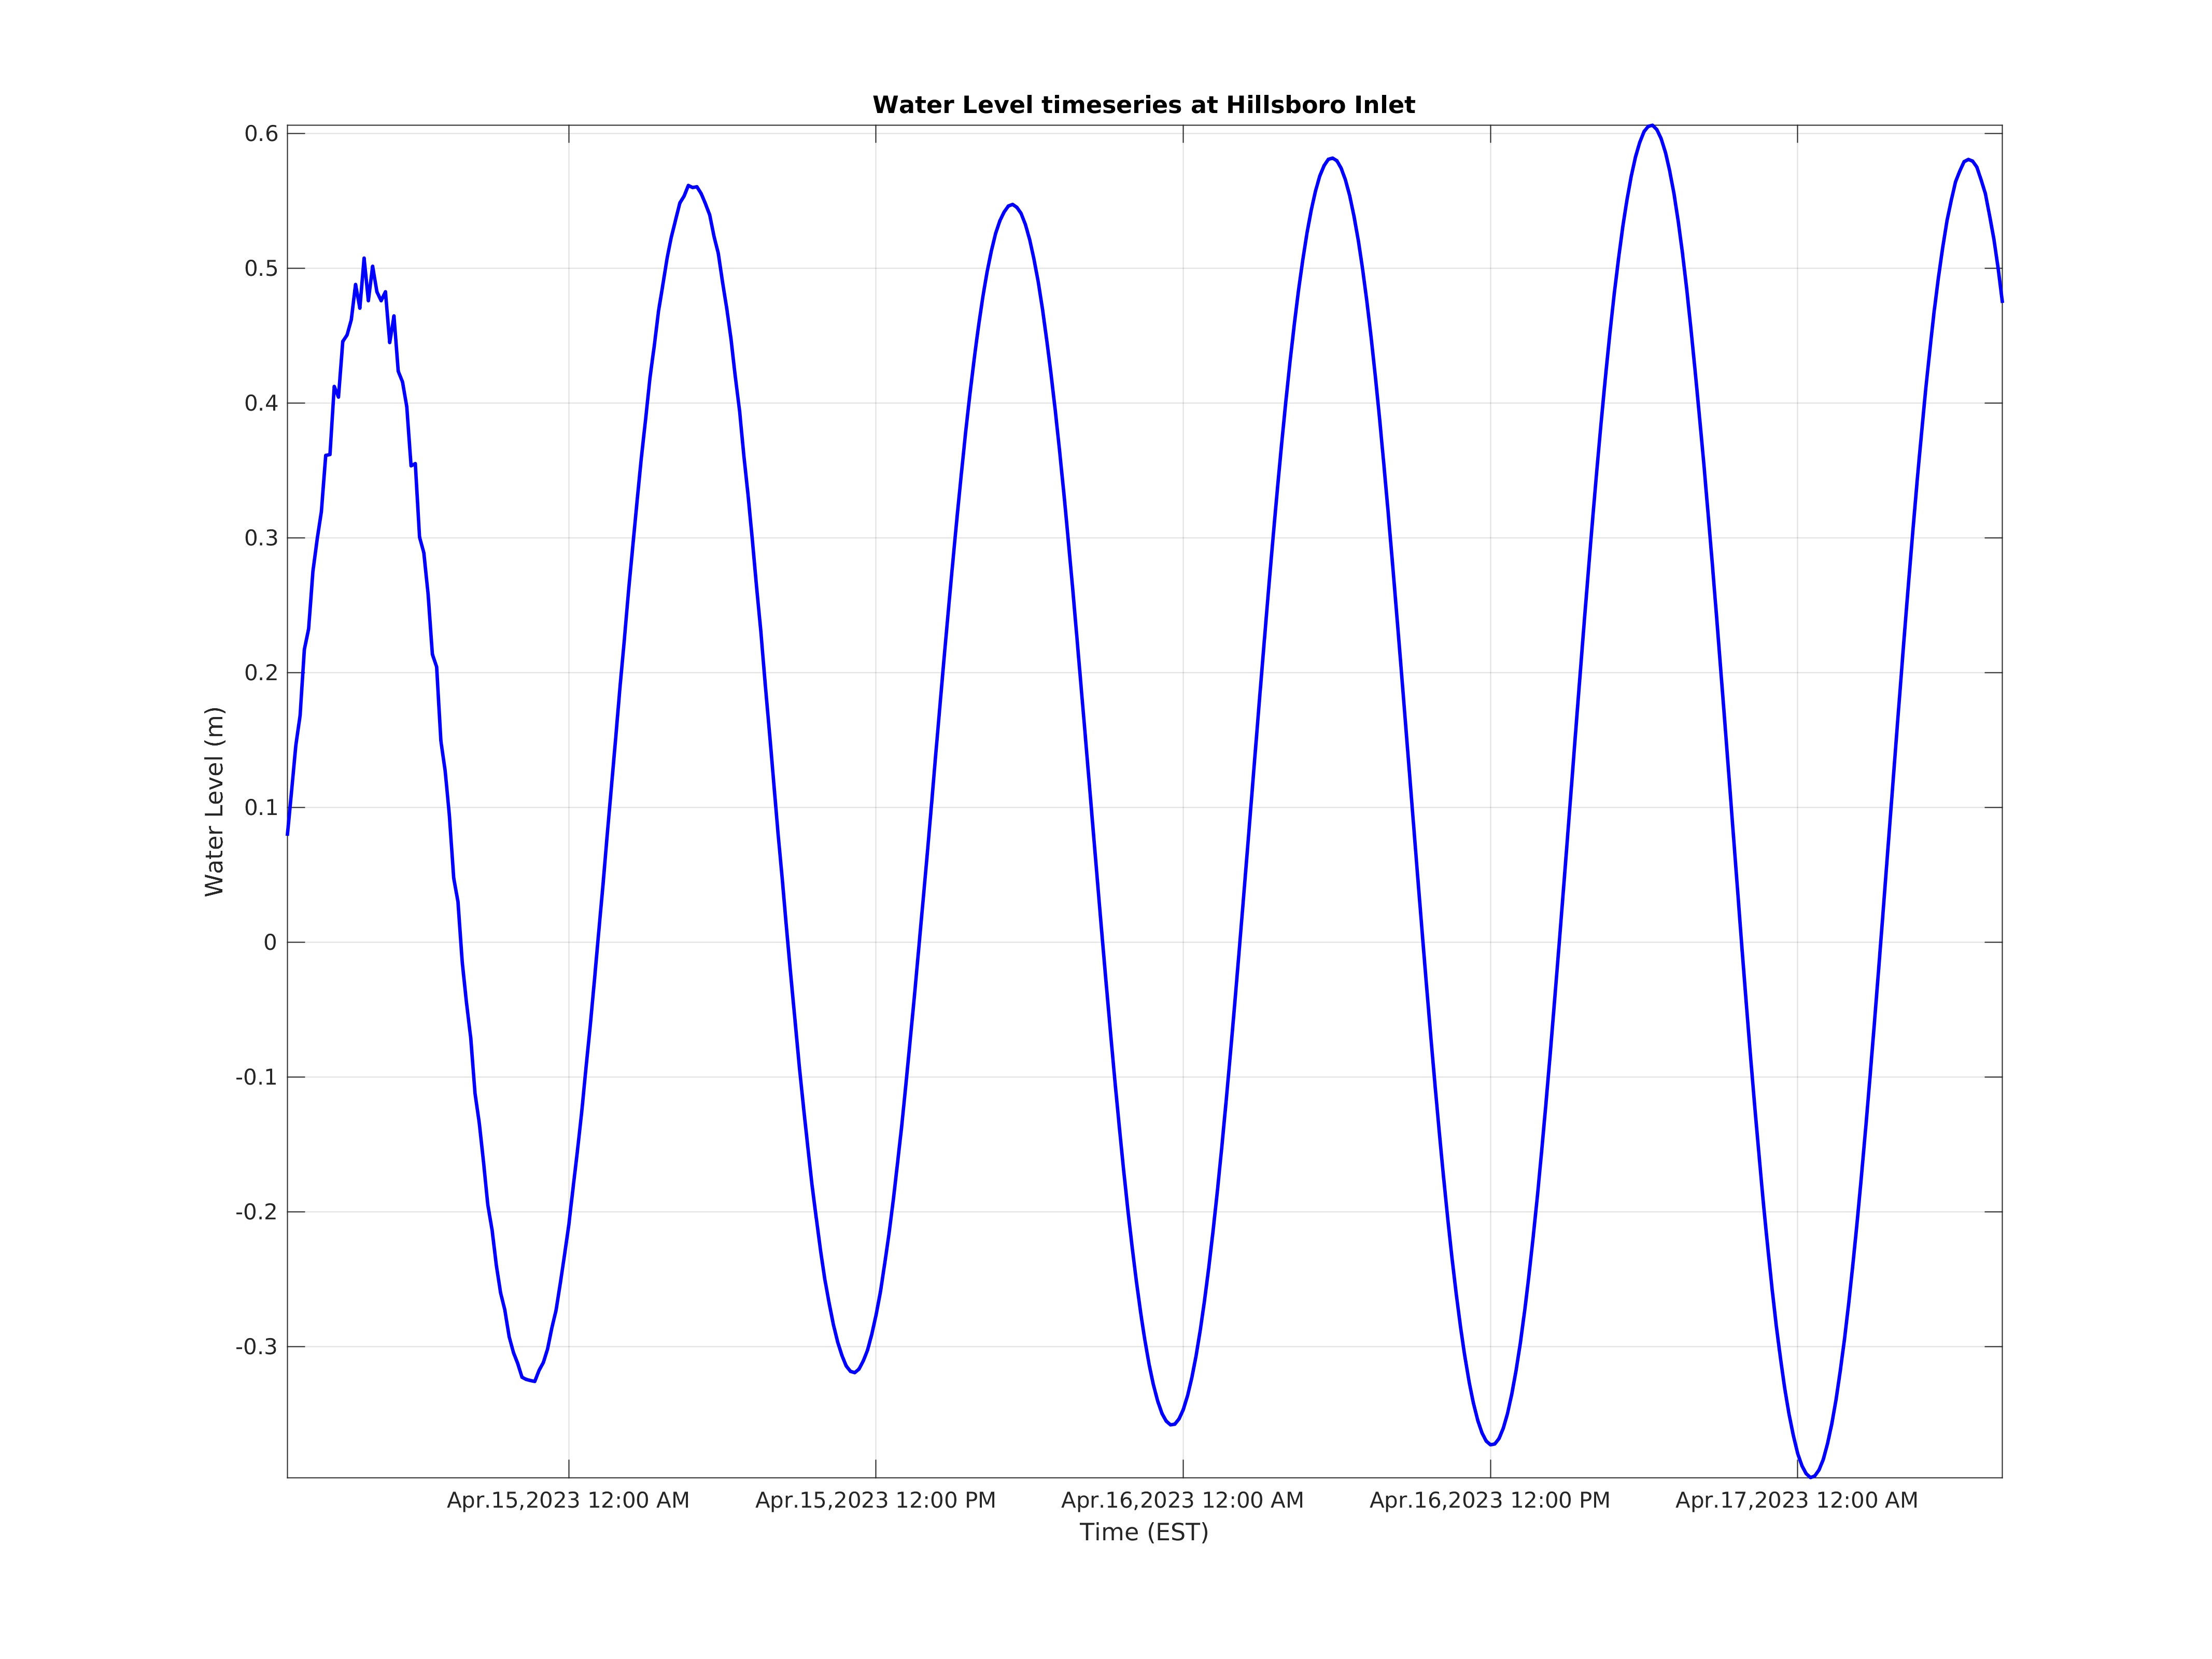 Water Level timeseries at Hillsboro Inlet
0.6
0.5
0.4
0.3
0.2
0.1
0
-0.1
-0.2
-0.3
Water Level (m)
Apr.15,2023 12:00 AM
Apr.15,2023 12:00 PM
Apr.16,2023 12:00 AM
Apr.16,2023 12:00 PM
Apr.17,2023 12:00 AM
Time (EST)